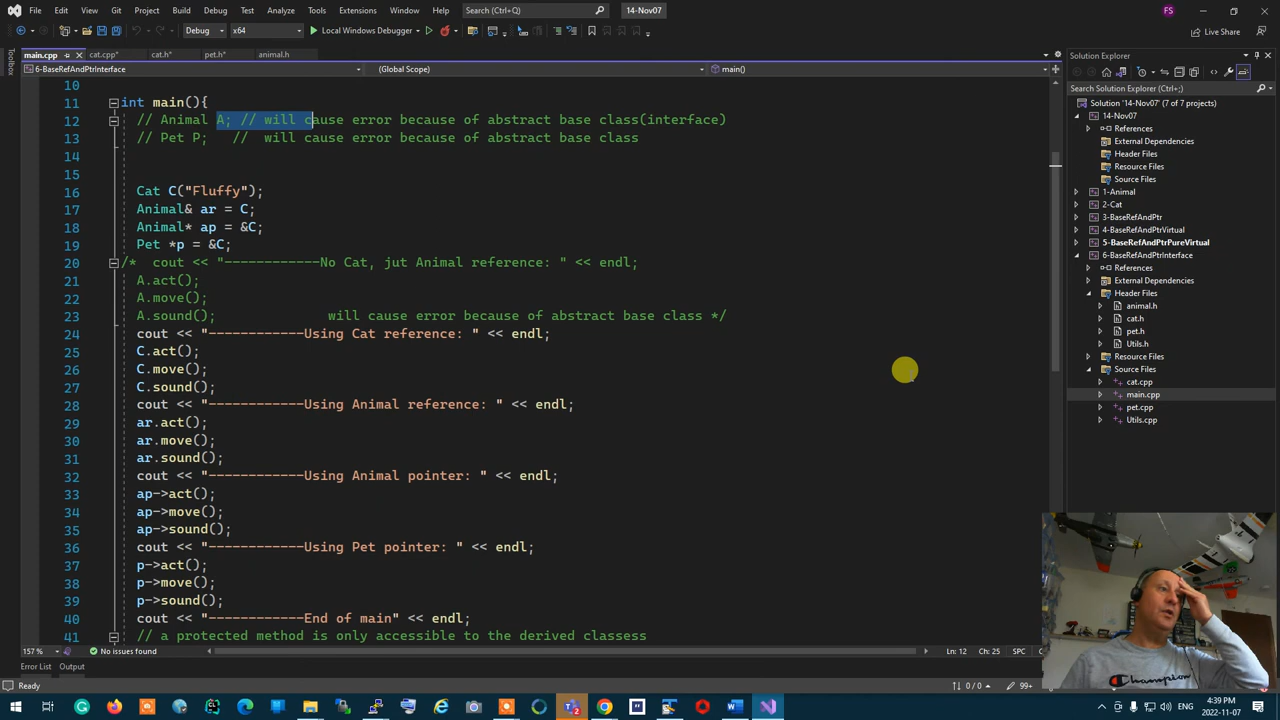 File Edit View Git Project Build Debug Test Analyze Tools Extensions Window Help Search (Ctrl+Q) 14-Nov07 FS
Debug x64 Local Windows Debugger Live Share
main.cpp cat.cpp* cat.h* pet.h* animal.h
6-BaseRefAndPtrInterface (Global Scope) main()
10
11 int main(){
12 // Animal A; // will cause error because of abstract base class(interface)
13 // Pet P; // will cause error because of abstract base class
14
15
16 Cat C("Fluffy");
17 Animal& ar = C;
18 Animal* ap = &C;
19 Pet *p = &C;
20 /* cout << "------------No Cat, jut Animal reference: " << endl;
21 A.act();
22 A.move();
23 A.sound(); will cause error because of abstract base class */
24 cout << "------------Using Cat reference: " << endl;
25 C.act();
26 C.move();
27 C.sound();
28 cout << "------------Using Animal reference: " << endl;
29 ar.act();
30 ar.move();
31 ar.sound();
32 cout << "------------Using Animal pointer: " << endl;
33 ap->act();
34 ap->move();
35 ap->sound();
36 cout << "------------Using Pet pointer: " << endl;
37 p->act();
38 p->move();
39 p->sound();
40 cout << "------------End of main" << endl;
41 // a protected method is only accessible to the derived classess
157 % No issues found Ln: 12 Ch: 25 SPC
Error List Output
Ready 0 / 0 99+
Toolbox
Solution Explorer
Search Solution Explorer (Ctrl+;)
Solution '14-Nov07' (7 of 7 projects)
14-Nov07
References
External Dependencies
Header Files
Resource Files
Source Files
1-Animal
2-Cat
3-BaseRefAndPtr
4-BaseRefAndPtrVirtual
5-BaseRefAndPtrPureVirtual
6-BaseRefAndPtrInterface
References
External Dependencies
Header Files
animal.h
cat.h
pet.h
Utils.h
Resource Files
Source Files
cat.cpp
main.cpp
pet.cpp
Utils.cpp
Champion
ENG 4:39 PM
2022-11-07